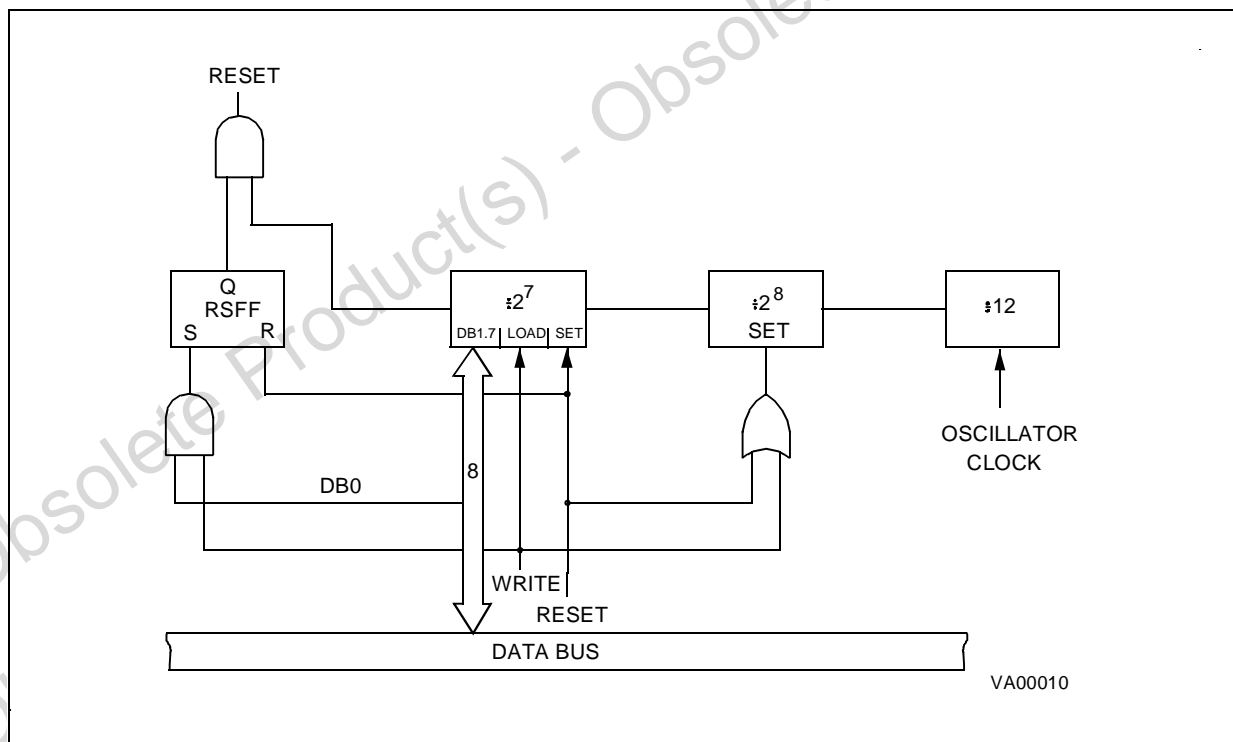 Obsolete Product(s) - Obsolete
RESET
Q
RSFF
S R
÷2⁷
DB1.7 LOAD SET
÷2⁸
SET
÷12
OSCILLATOR
CLOCK
8
DB0
WRITE
RESET
DATA BUS
VA00010